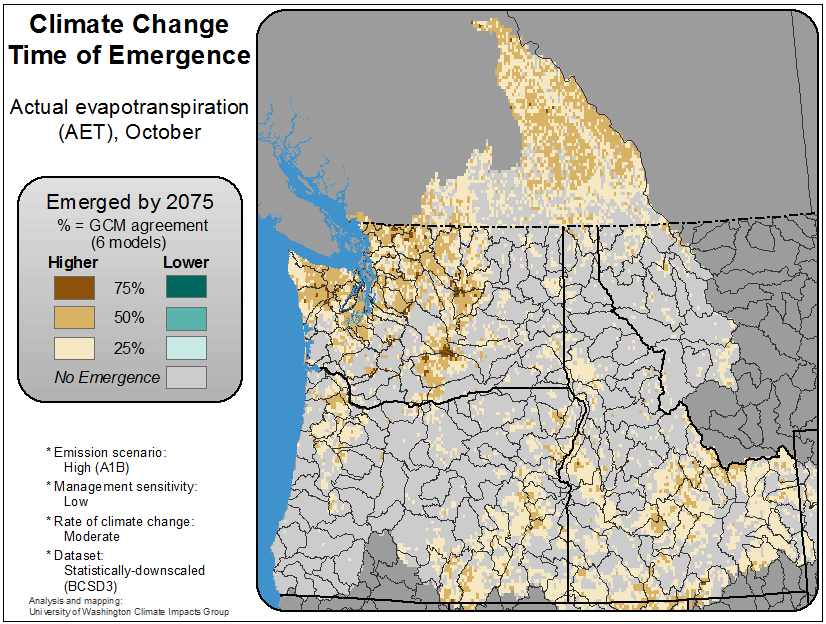 Climate Change
Time of Emergence
Actual evapotranspiration
(AET), October
Emerged by 2075
% = GCM agreement
(6 models)
Higher Lower
75%
50%
25%
No Emergence
* Emission scenario:
High (A1B)
* Management sensitivity:
Low
* Rate of climate change:
Moderate
* Dataset:
Statistically-downscaled
(BCSD3)
Analysis and mapping:
University of Washington Climate Impacts Group